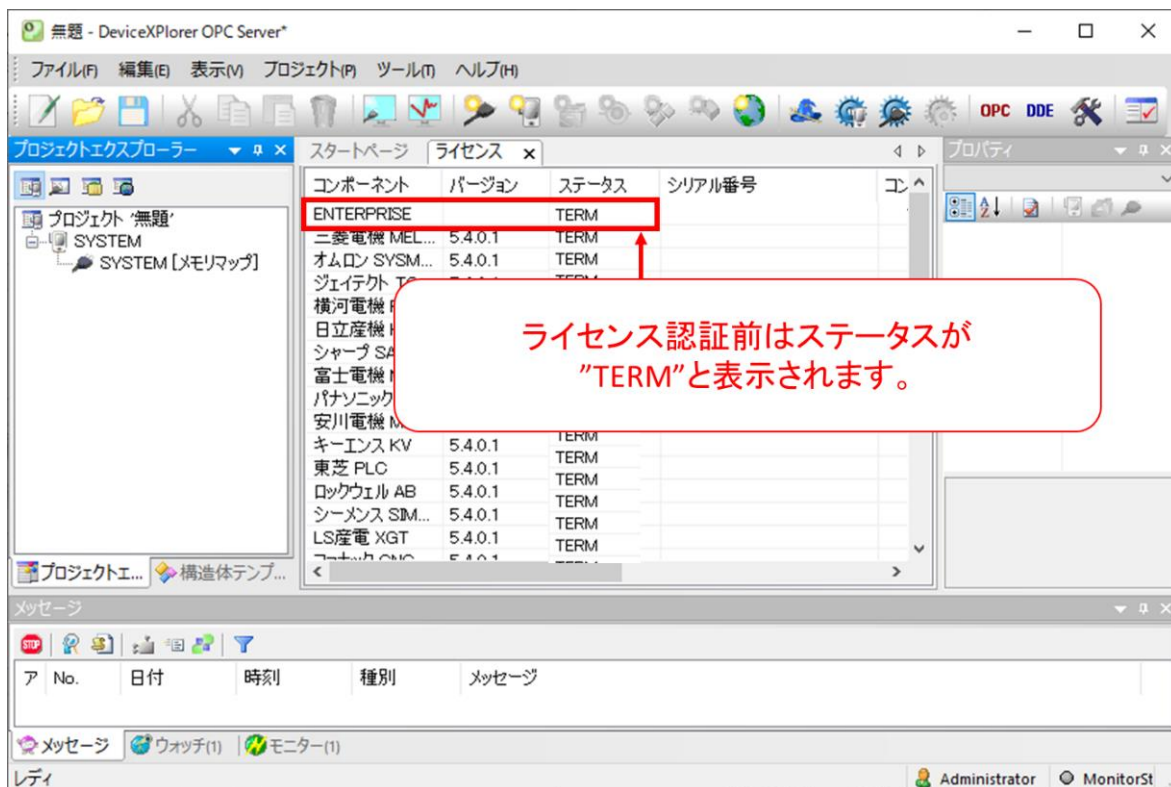 無題 - DeviceXPlorer OPC Server*
ファイル(F) 編集(E) 表示(V) プロジェクト(P) ツール(T) ヘルプ(H)
OPC DDE
プロジェクトエクスプローラー
プロジェクト '無題'
SYSTEM
SYSTEM [メモリマップ]
プロジェクトエ... 構造体テンプ...
スタートページ ライセンス x
コンポーネント バージョン ステータス シリアル番号
ENTERPRISE TERM
三菱電機 MEL... 5.4.0.1 TERM
オムロン SYSM... 5.4.0.1 TERM
ジェイテクト
横河電機
日立産機
シャープ
富士電機
パナソニック
安川電機
キーエンス KV 5.4.0.1 TERM
東芝 PLC 5.4.0.1 TERM
ロックウェル AB 5.4.0.1 TERM
シーメンス SIM... 5.4.0.1 TERM
LS産電 XGT 5.4.0.1 TERM
ライセンス認証前はステータスが
"TERM"と表示されます。
プロパティ
メッセージ
STOP
ア No. 日付 時刻 種別 メッセージ
メッセージ ウォッチ(1) モニター(1)
レディ Administrator MonitorSt